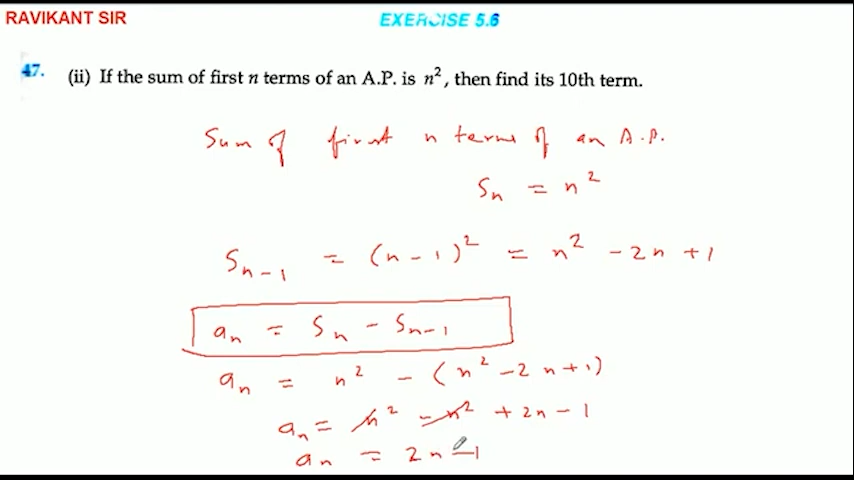 RAVIKANT SIR
EXERCISE 5.6
47. (ii) If the sum of first n terms of an A.P. is n², then find its 10th term.
Sum of first n terms of an A.P.
Sn = n²
Sn-1 = (n-1)² = n² - 2n + 1
an = Sn - Sn-1
an = n² - (n² - 2n + 1)
an = n² - n² + 2n - 1
an = 2n - 1